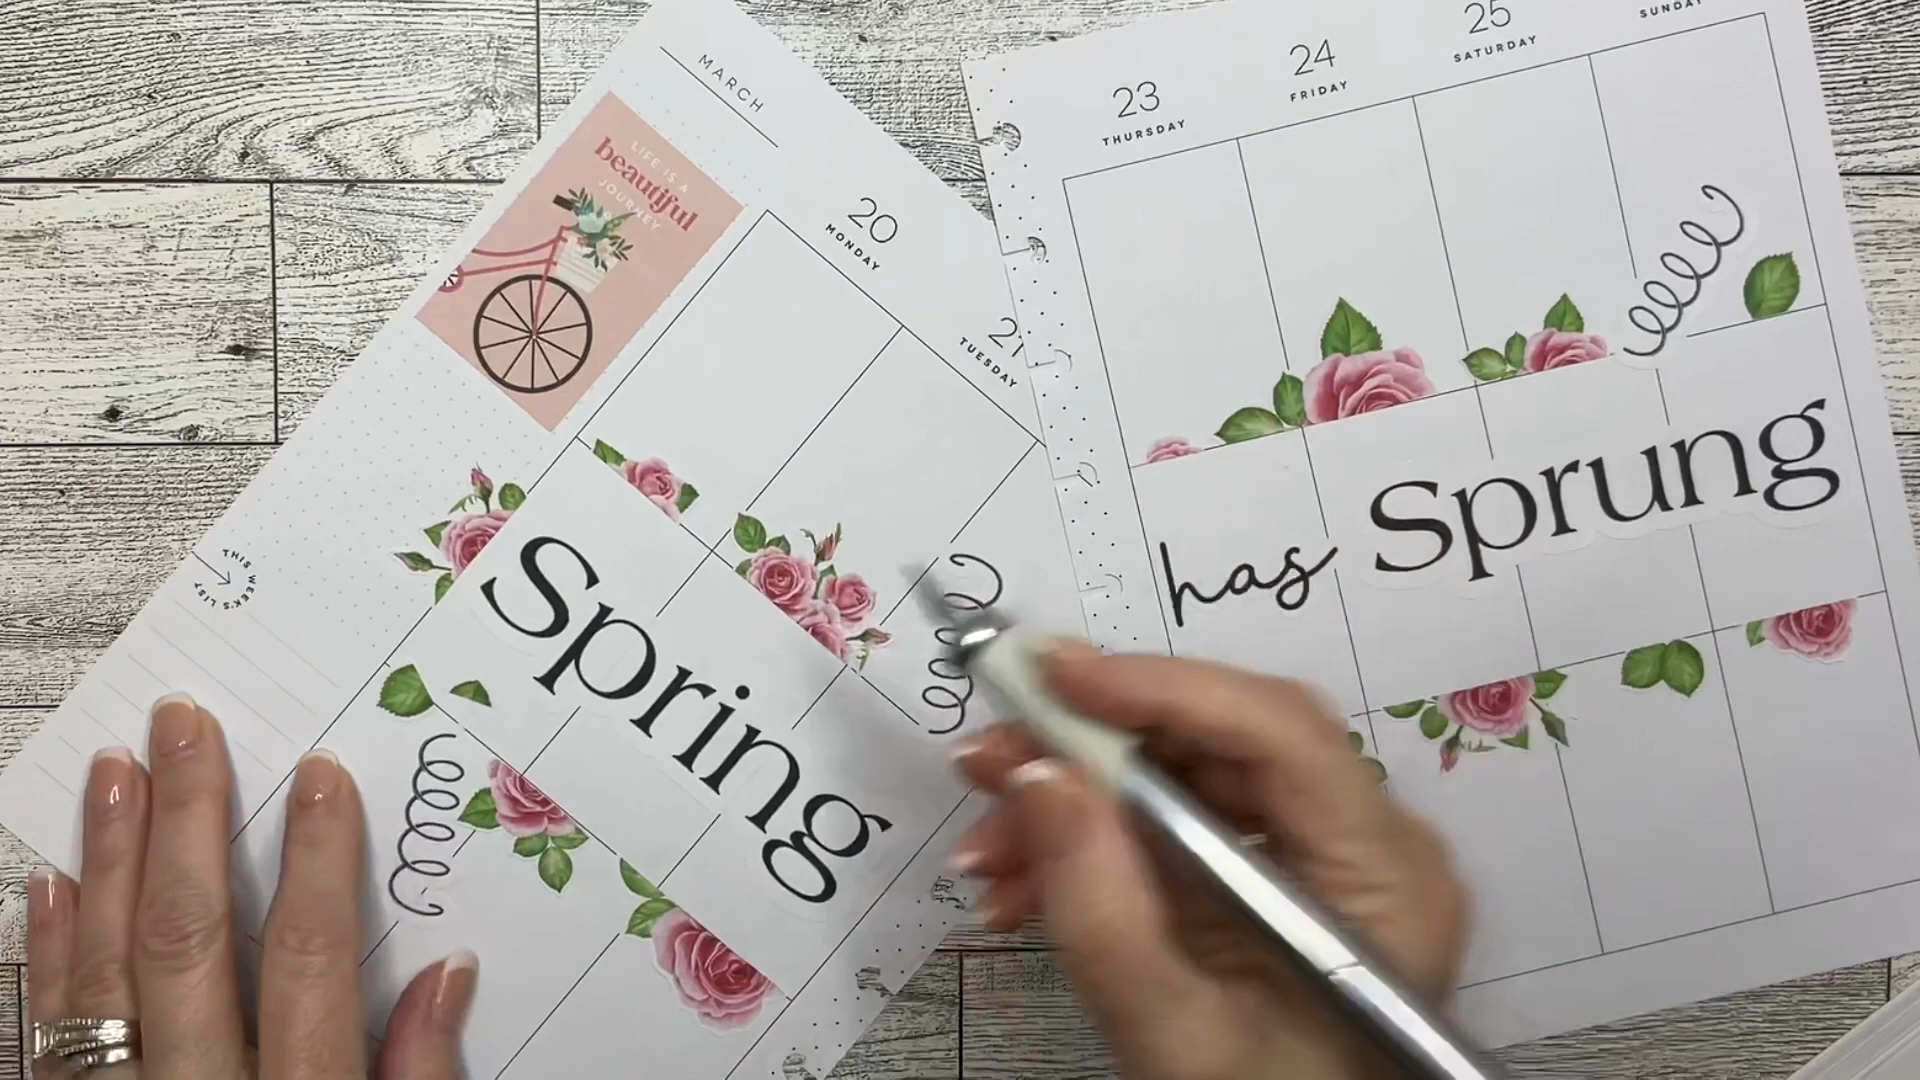 MARCH
LIFE IS A
beautiful
JOURNEY
20
MONDAY
21
TUESDAY
THIS WEEK'S LIST
Spring
23
THURSDAY
24
FRIDAY
25
SATURDAY
SUNDAY
has Sprung